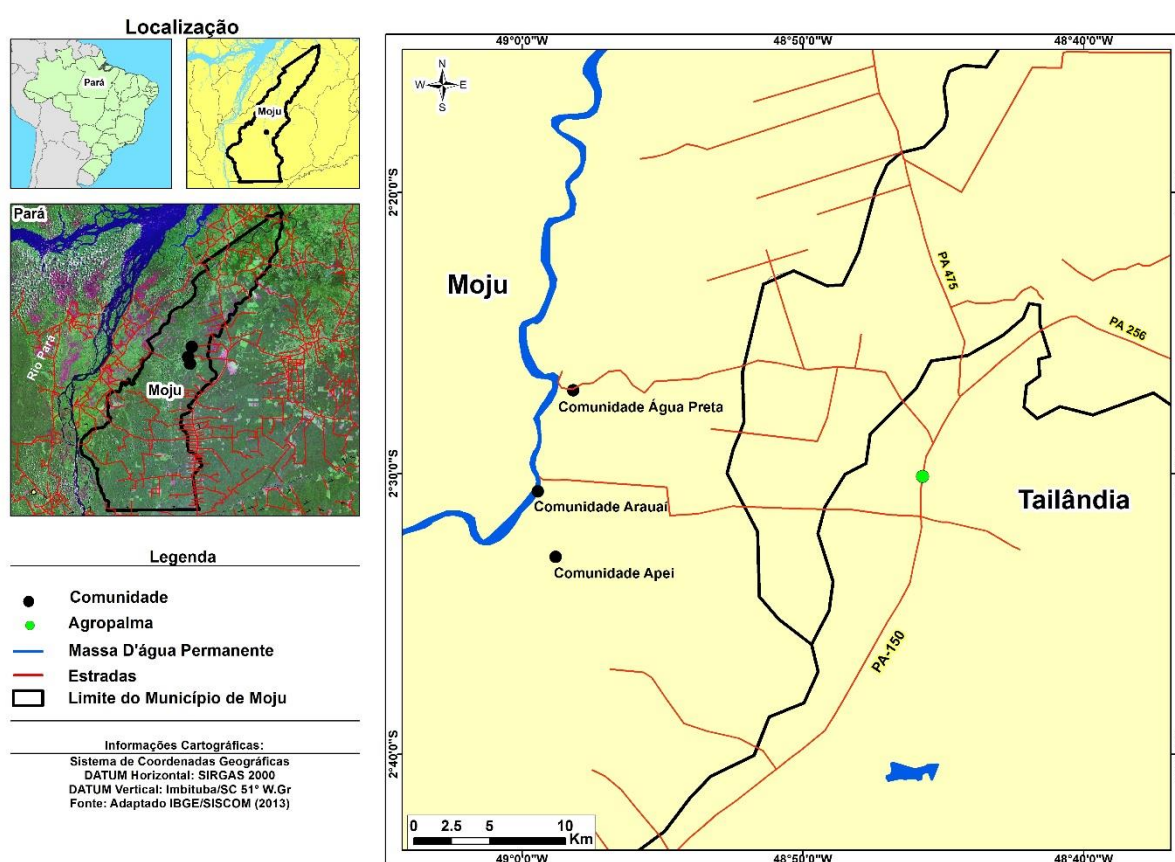 Localização
Pará
Moju
Pará
Rio Pará
Moju
Legenda
Comunidade
Agropalma
Massa D'água Permanente
Estradas
Limite do Município de Moju
Informações Cartográficas:
Sistema de Coordenadas Geográficas
DATUM Horizontal: SIRGAS 2000
DATUM Vertical: Imbituba/SC 51° W.Gr
Fonte: Adaptado IBGE/SISCOM (2013)
49°0'0"W
48°50'0"W
48°40'0"W
N
W E
S
2°20'0"S
Moju
PA 475
PA 256
Comunidade Água Preta
2°30'0"S
Comunidade Arauaí
Tailândia
Comunidade Apei
PA-150
2°40'0"S
0 2.5 5 10
Km
49°0'0"W
48°50'0"W
48°40'0"W